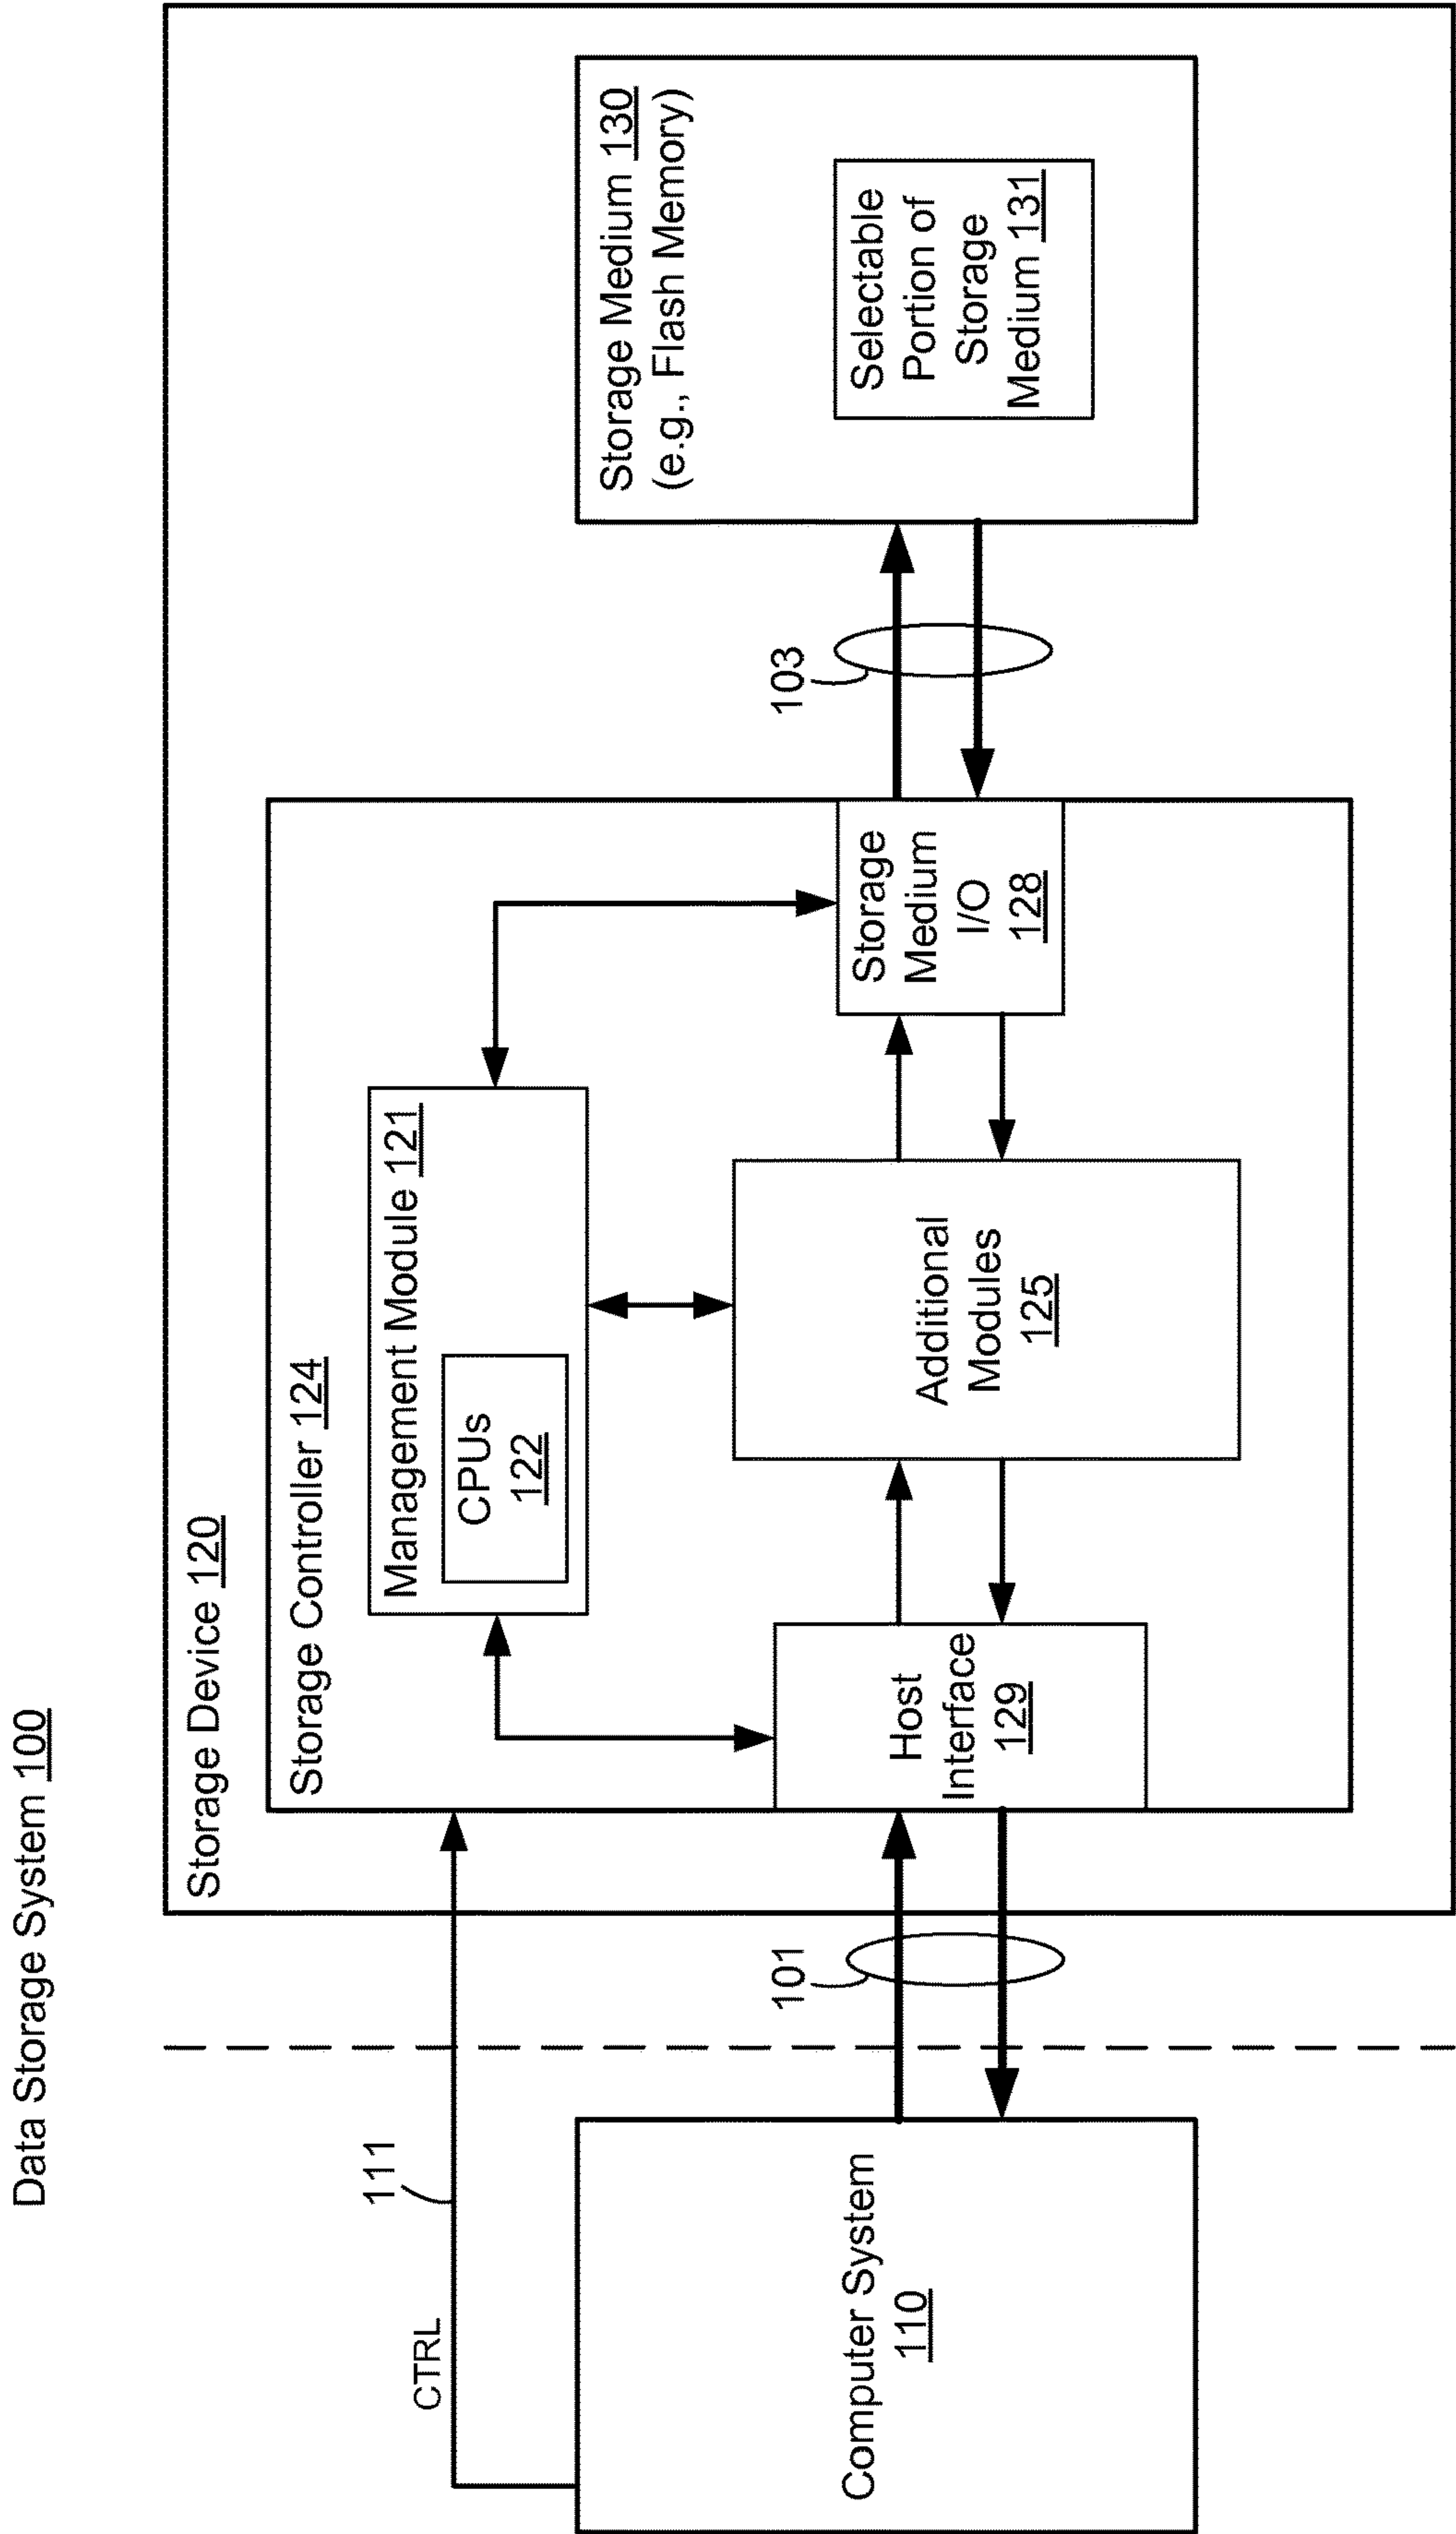 Data Storage System 100
Storage Device 120
Storage Controller 124
Management Module 121
CPUs
122
CTRL
111
Computer System
110
101
Host
Interface
129
Additional
Modules
125
Storage
Medium
I/O
128
103
Storage Medium 130
(e.g., Flash Memory)
Selectable
Portion of
Storage
Medium 131